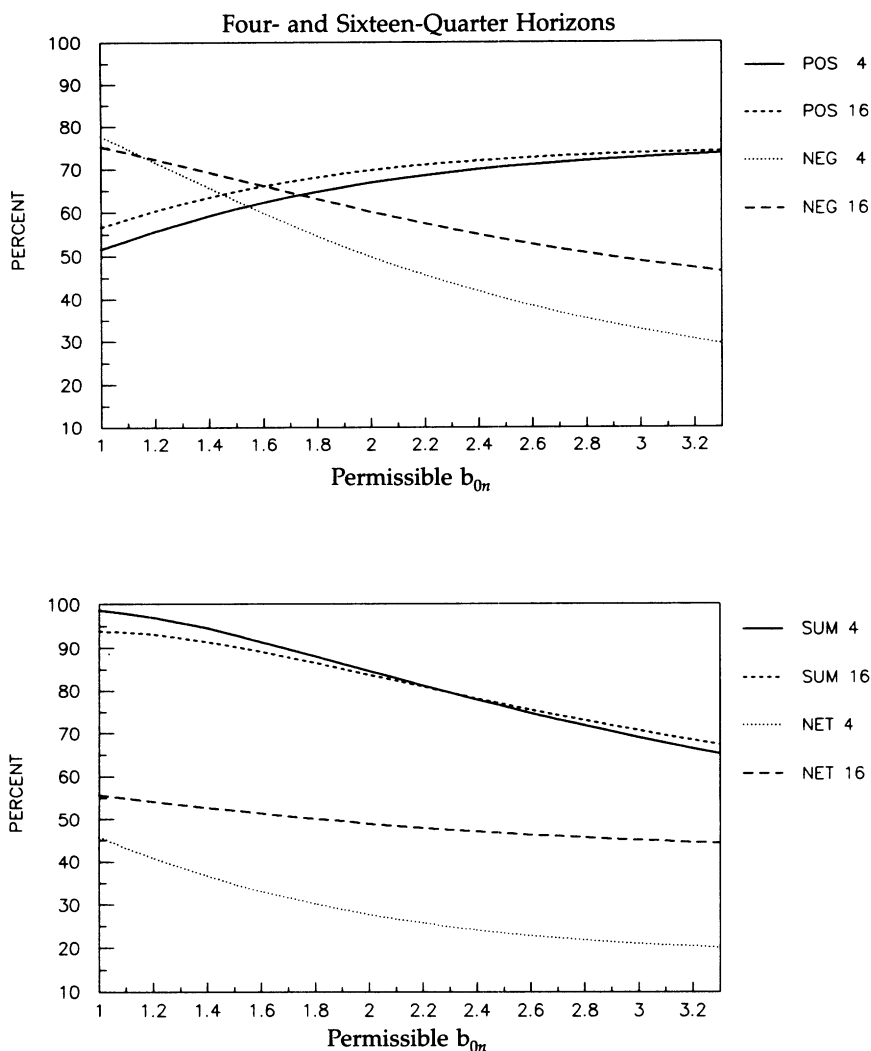 Four- and Sixteen-Quarter Horizons
100
90
80
70
60
50
40
30
20
10
PERCENT
1 1.2 1.4 1.6 1.8 2 2.2 2.4 2.6 2.8 3 3.2
Permissible b0n
POS 4
POS 16
NEG 4
NEG 16
100
90
80
70
60
50
40
30
20
10
PERCENT
1 1.2 1.4 1.6 1.8 2 2.2 2.4 2.6 2.8 3 3.2
Permissible b0n
SUM 4
SUM 16
NET 4
NET 16